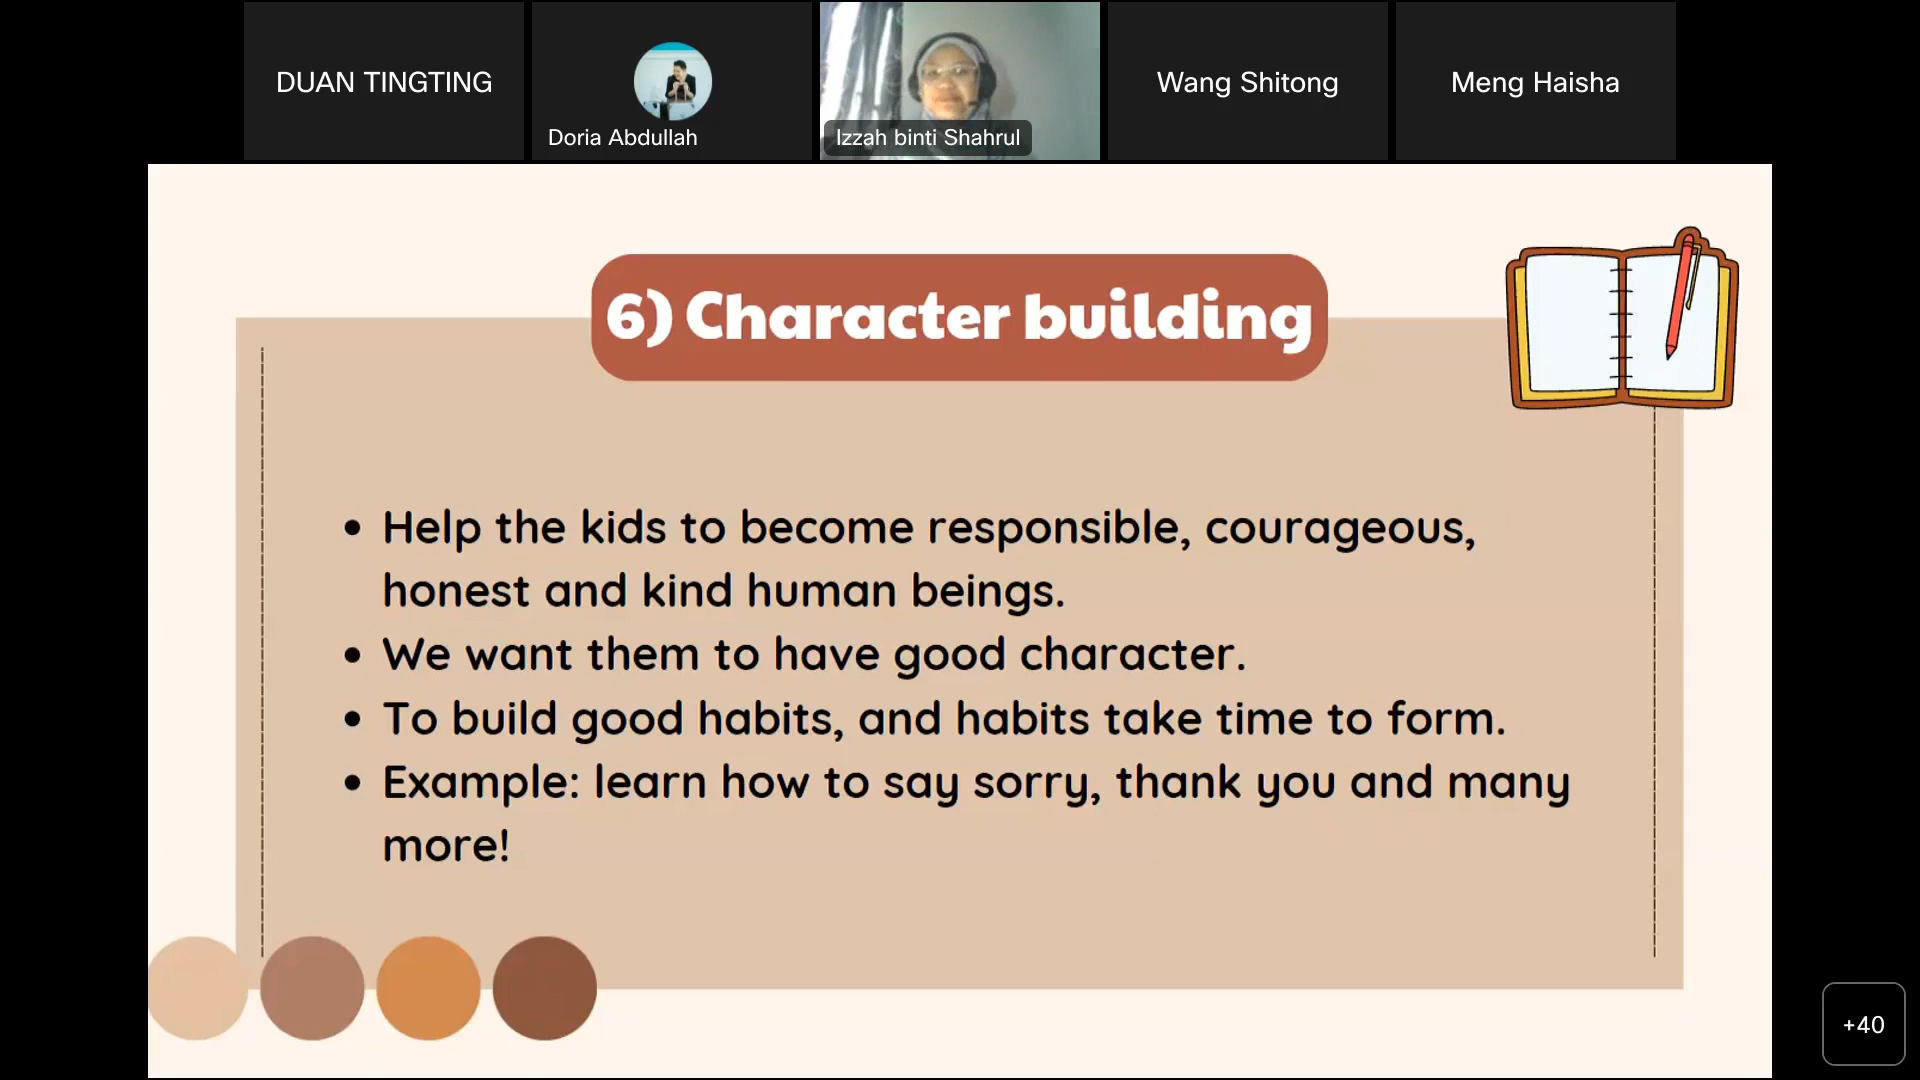 DUAN TINGTING
Doria Abdullah
Izzah binti Shahrul
Wang Shitong
Meng Haisha
6) Character building
• Help the kids to become responsible, courageous,
honest and kind human beings.
• We want them to have good character.
• To build good habits, and habits take time to form.
• Example: learn how to say sorry, thank you and many
more!
+40